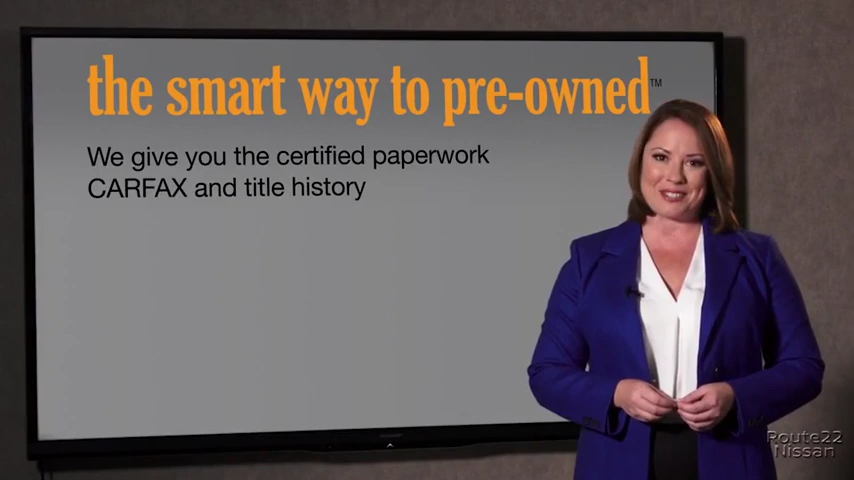 the smart way to pre-owned™
We give you the certified paperwork
CARFAX and title history
Route22
Nissan